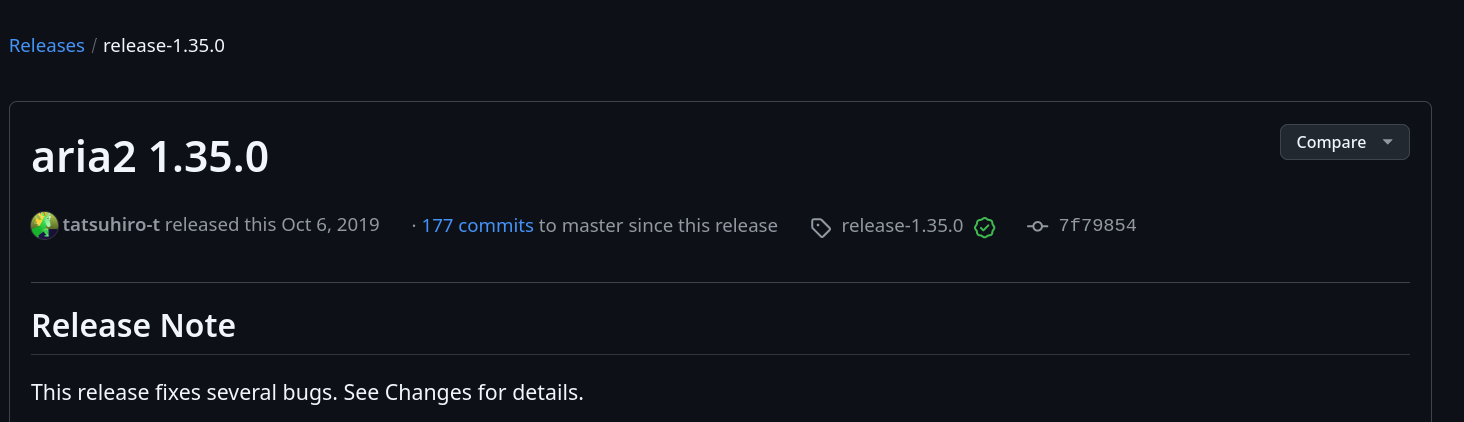 Releases / release-1.35.0
Compare
aria2 1.35.0
tatsuhiro-t released this Oct 6, 2019 · 177 commits to master since this release release-1.35.0 7f79854
Release Note
This release fixes several bugs. See Changes for details.